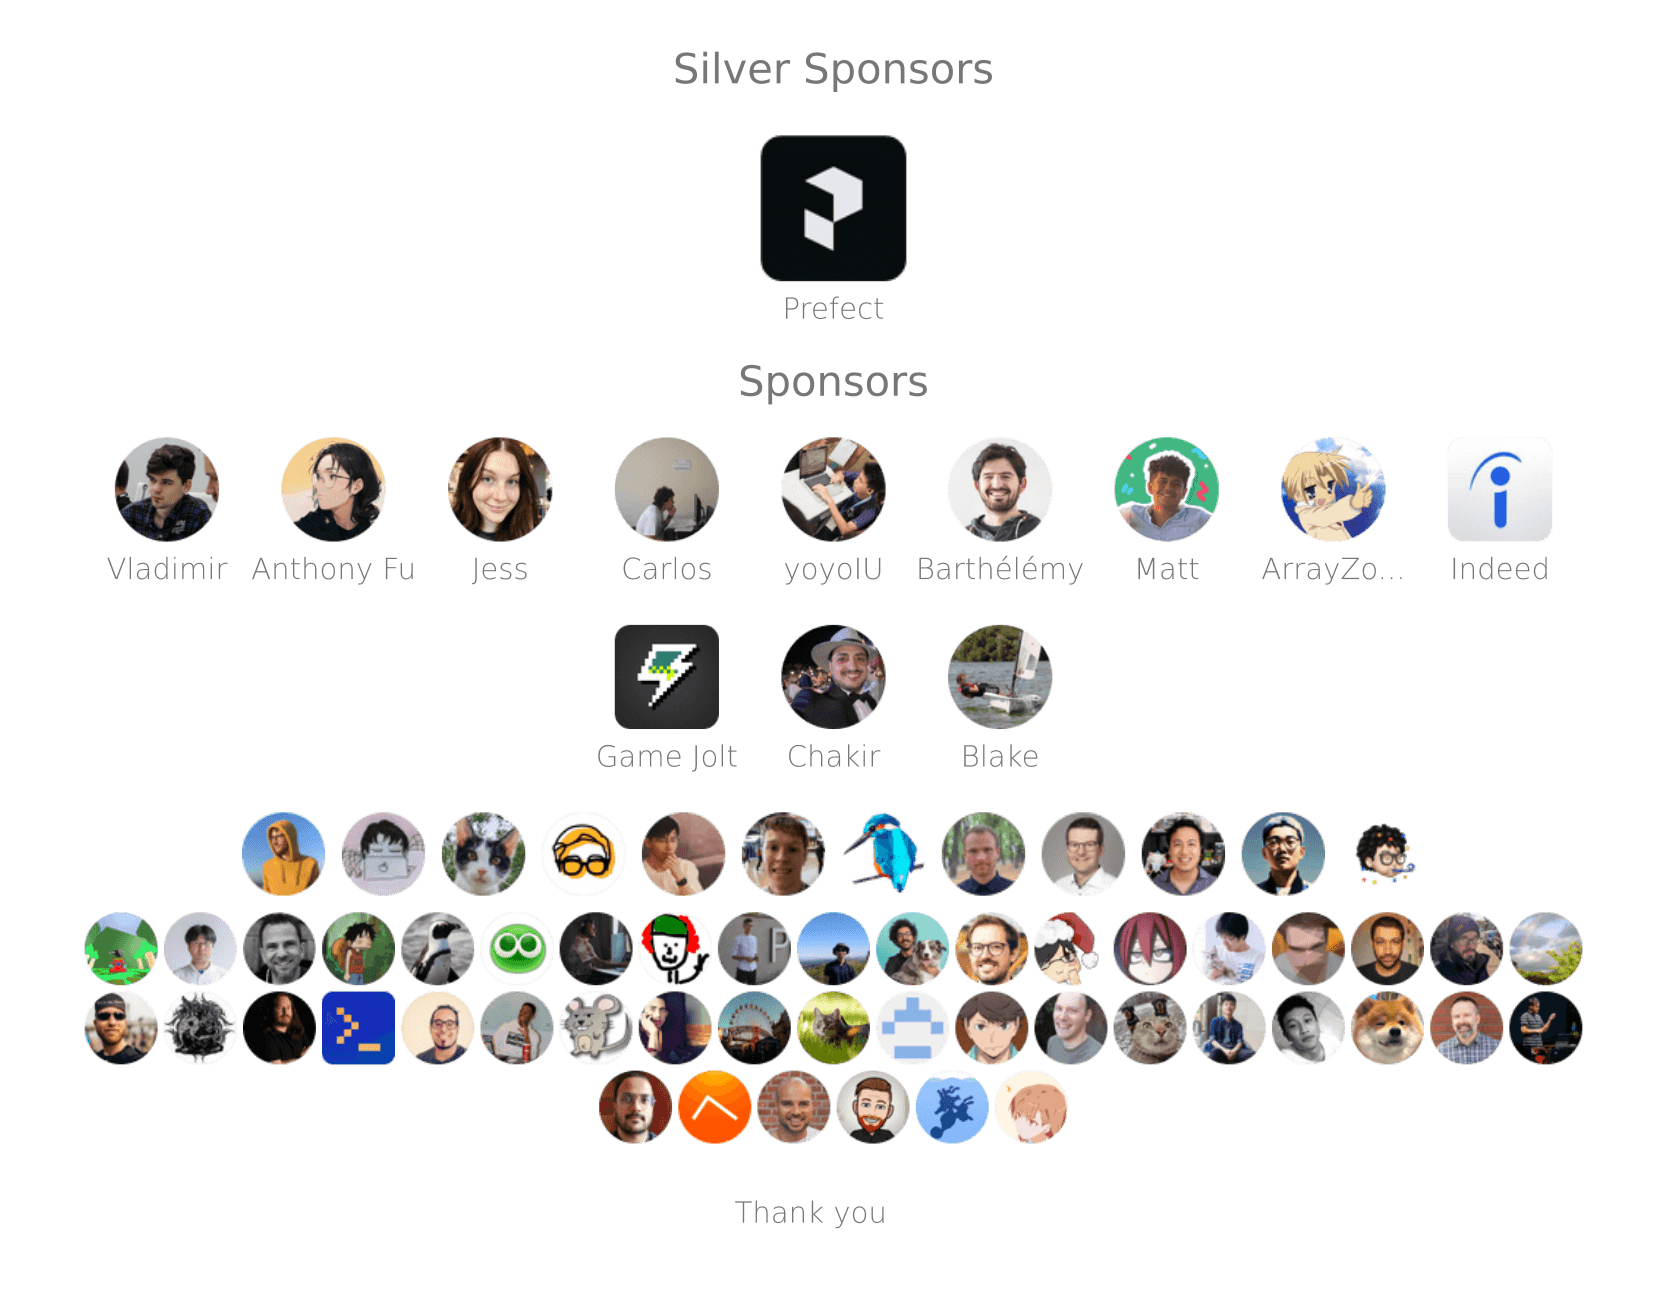 Silver Sponsors
Prefect
Sponsors
Vladimir Anthony Fu Jess Carlos yoyoIU Barthélémy Matt ArrayZo... Indeed
Game Jolt Chakir Blake
Thank you